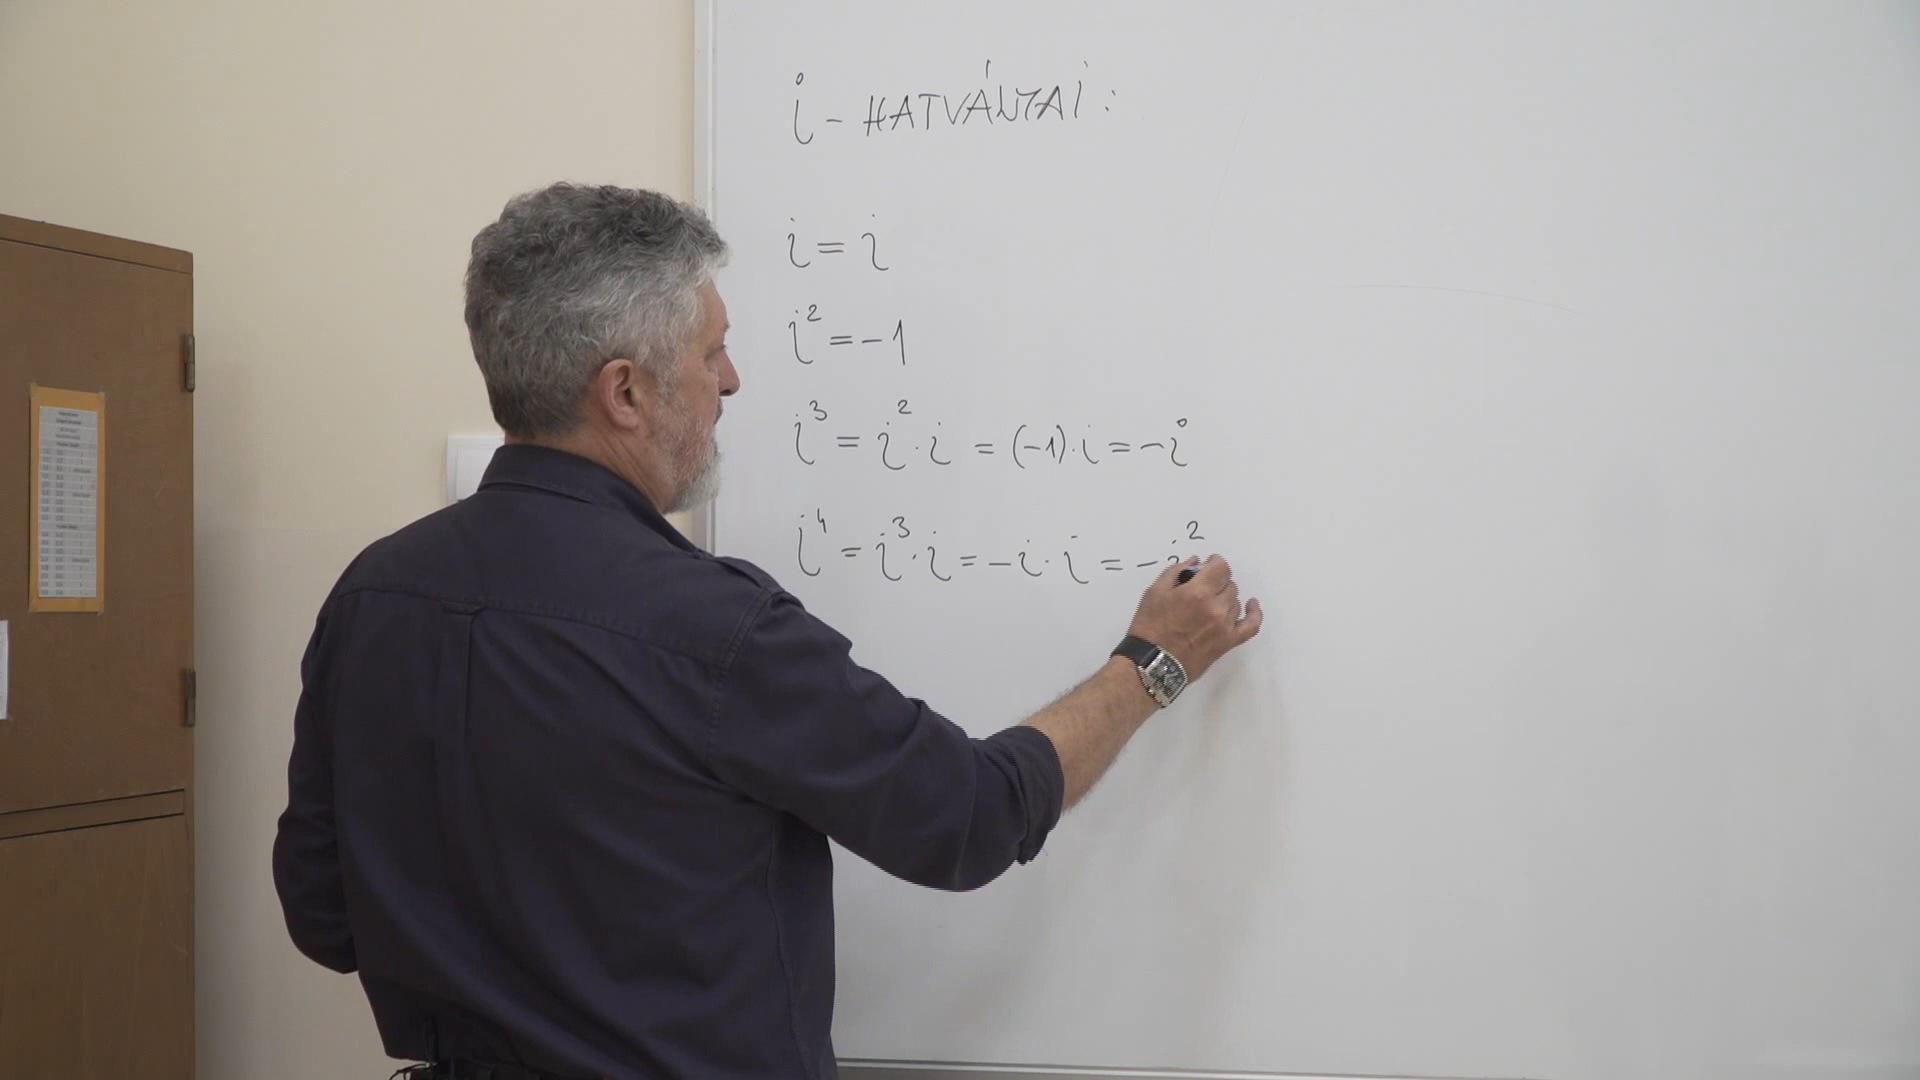 i - HATVÁNYAI :
i = i
i² = -1
i³ = i² · i = (-1) · i = -i
i⁴ = i³ · i = -i · i = -i²